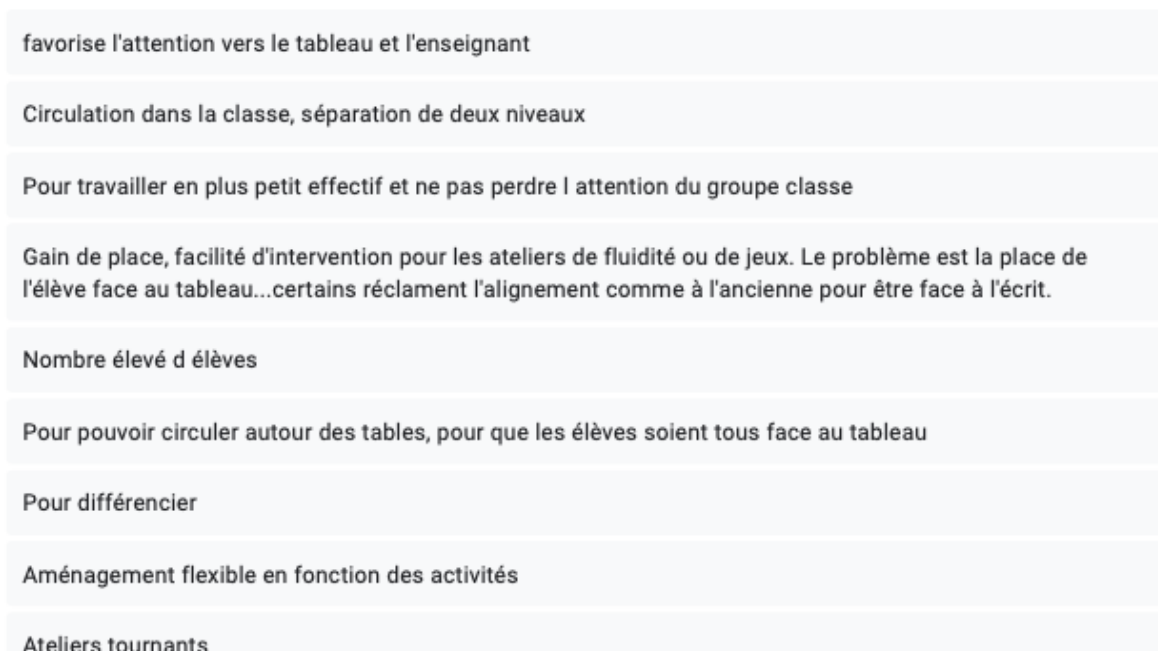 favorise l'attention vers le tableau et l'enseignant
Circulation dans la classe, séparation de deux niveaux
Pour travailler en plus petit effectif et ne pas perdre l attention du groupe classe
Gain de place, facilité d'intervention pour les ateliers de fluidité ou de jeux. Le problème est la place de
l'élève face au tableau...certains réclament l'alignement comme à l'ancienne pour être face à l'écrit.
Nombre élevé d élèves
Pour pouvoir circuler autour des tables, pour que les élèves soient tous face au tableau
Pour différencier
Aménagement flexible en fonction des activités
Ateliers tournants